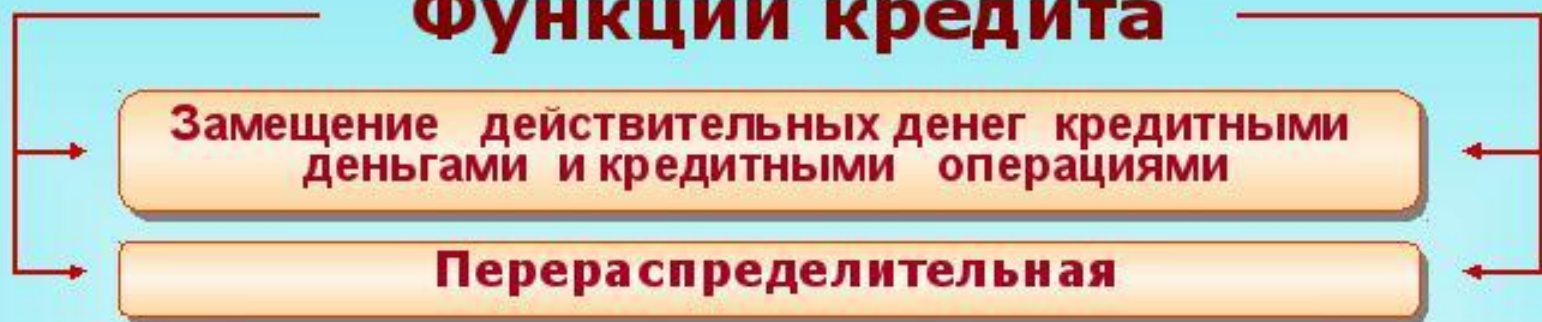 Функции кредита
Замещение действительных денег кредитными
деньгами и кредитными операциями
Перераспределительная